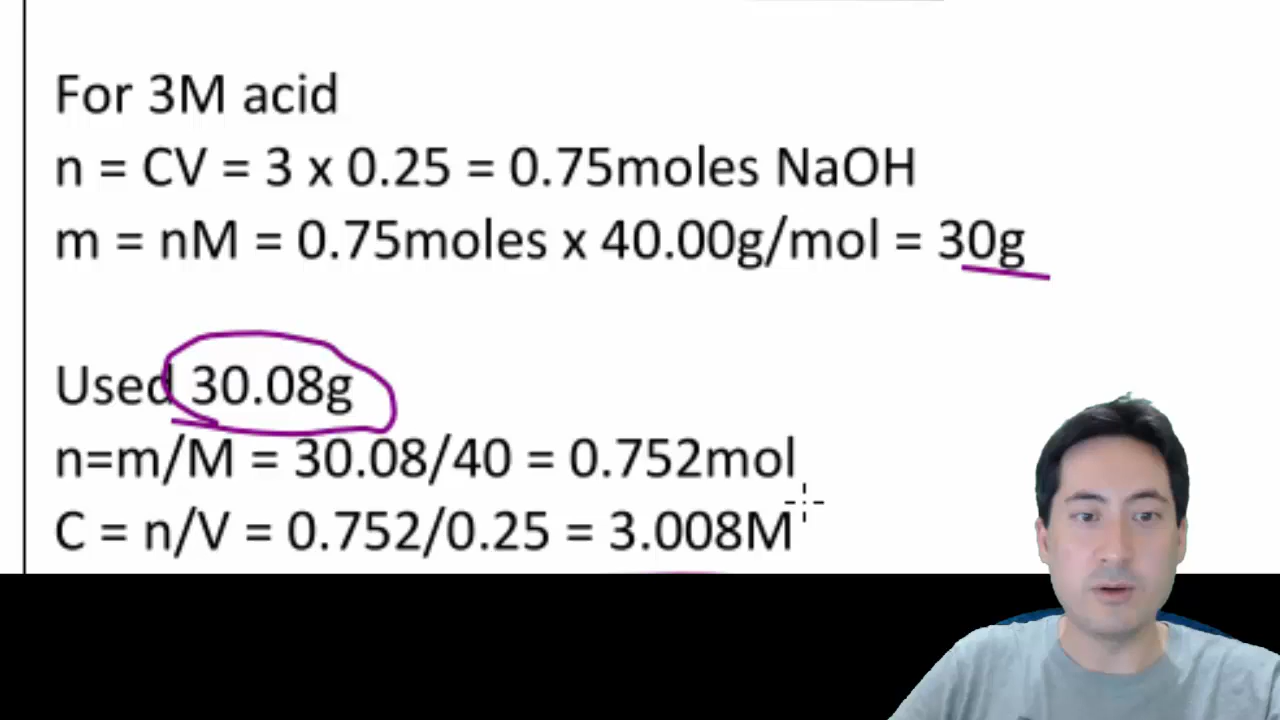 For 3M acid
n = CV = 3 x 0.25 = 0.75moles NaOH
m = nM = 0.75moles x 40.00g/mol = 30g
Used 30.08g
n=m/M = 30.08/40 = 0.752mol
C = n/V = 0.752/0.25 = 3.008M